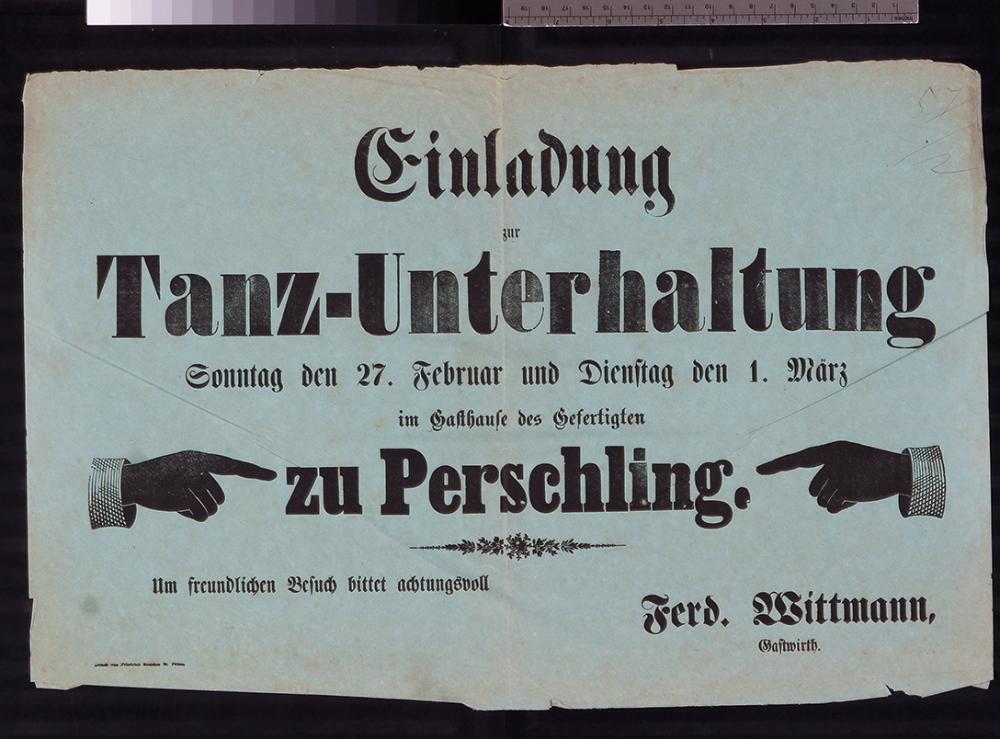 Einladung
zur
Tanz-Unterhaltung
Sonntag den 27. Februar und Dienstag den 1. März
im Gasthause des Gefertigten
zu Perschling.
Um freundlichen Besuch bittet achtungsvoll
Ferd. Wittmann,
Gastwirth.